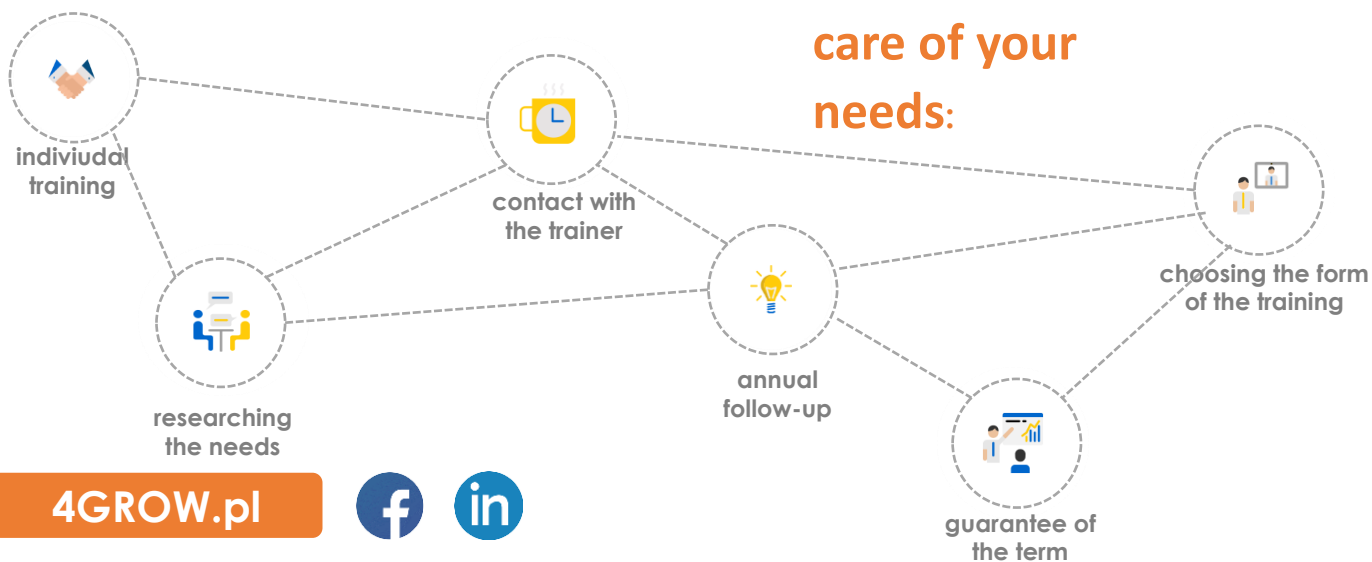 care of your
needs:
indiviudal
training
contact with
the trainer
choosing the form
of the training
annual
follow-up
researching
the needs
4GROW.pl
f
in
guarantee of
the term